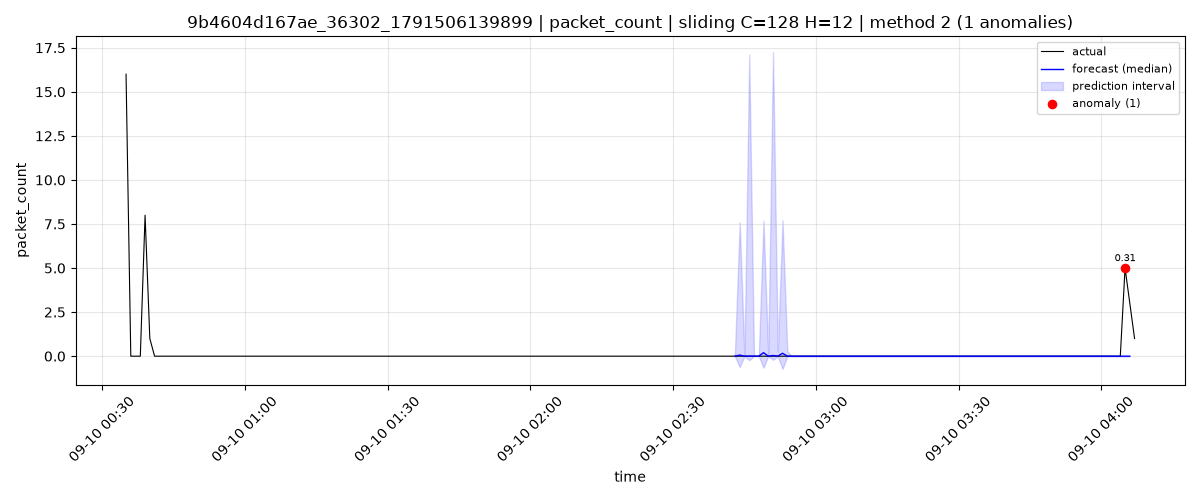 9b4604d167ae_36302_1791506139899 | packet_count | sliding C=128 H=12 | method 2 (1 anomalies)
packet_count
17.5
15.0
12.5
10.0
7.5
5.0
2.5
0.0
actual
forecast (median)
prediction interval
anomaly (1)
0.31
09-10 00:30
09-10 01:00
09-10 01:30
09-10 02:00
09-10 02:30
09-10 03:00
09-10 03:30
09-10 04:00
time